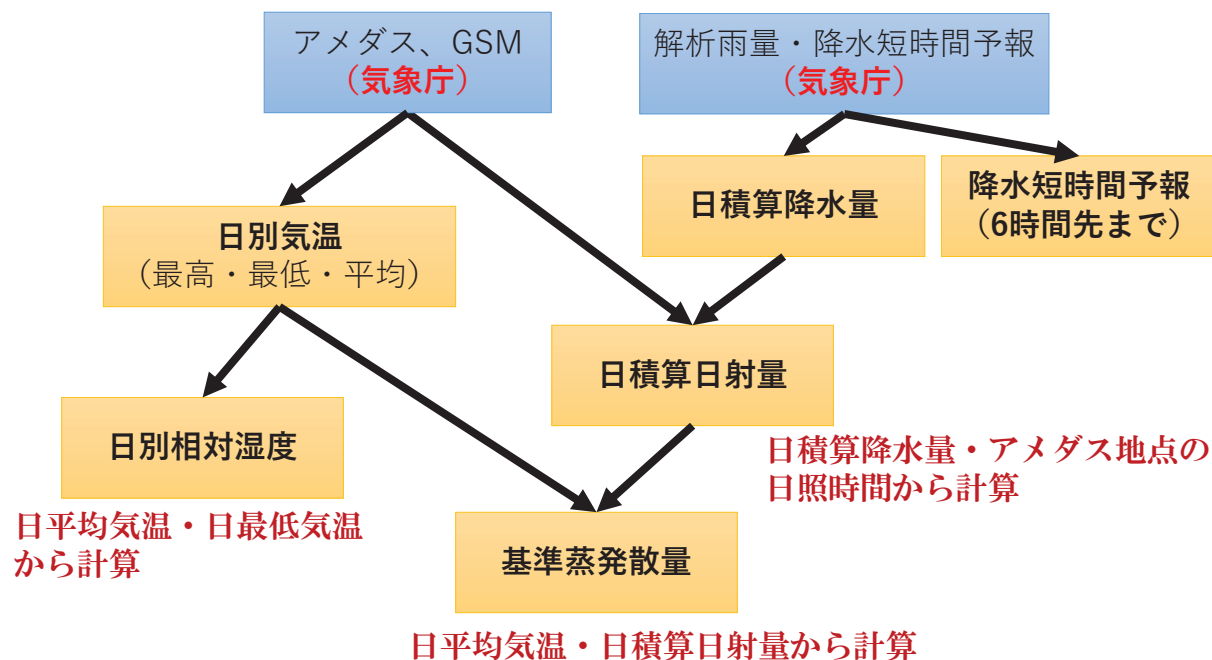 アメダス、GSM
（気象庁）
解析雨量・降水短時間予報
（気象庁）
日積算降水量
降水短時間予報
（6時間先まで）
日別気温
（最高・最低・平均）
日積算日射量
日別相対湿度
日積算降水量・アメダス地点の
日照時間から計算
日平均気温・日最低気温
から計算
基準蒸発散量
日平均気温・日積算日射量から計算